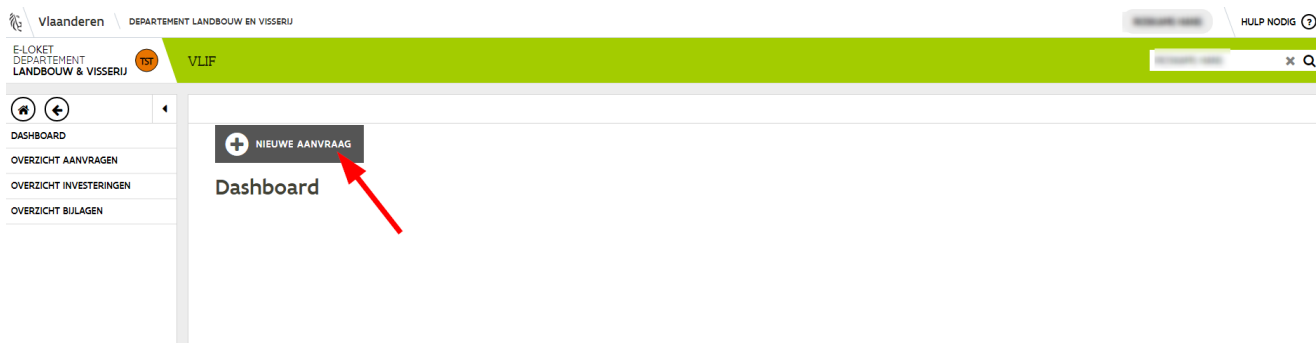 Vlaanderen
DEPARTEMENT LANDBOUW EN VISSERIJ
HULP NODIG ?
E-LOKET
DEPARTEMENT
LANDBOUW & VISSERIJ
TST
VLIF
DASHBOARD
OVERZICHT AANVRAGEN
OVERZICHT INVESTERINGEN
OVERZICHT BIJLAGEN
NIEUWE AANVRAAG
Dashboard